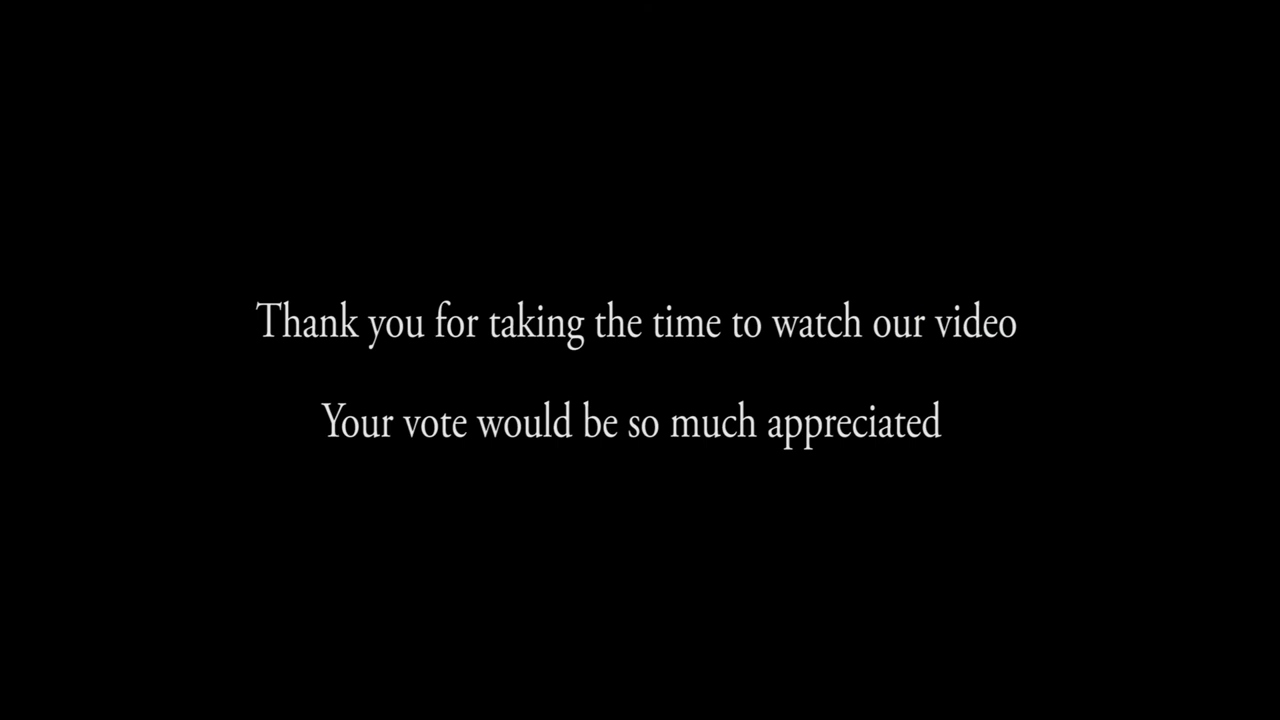 Thank you for taking the time to watch our video
Your vote would be so much appreciated